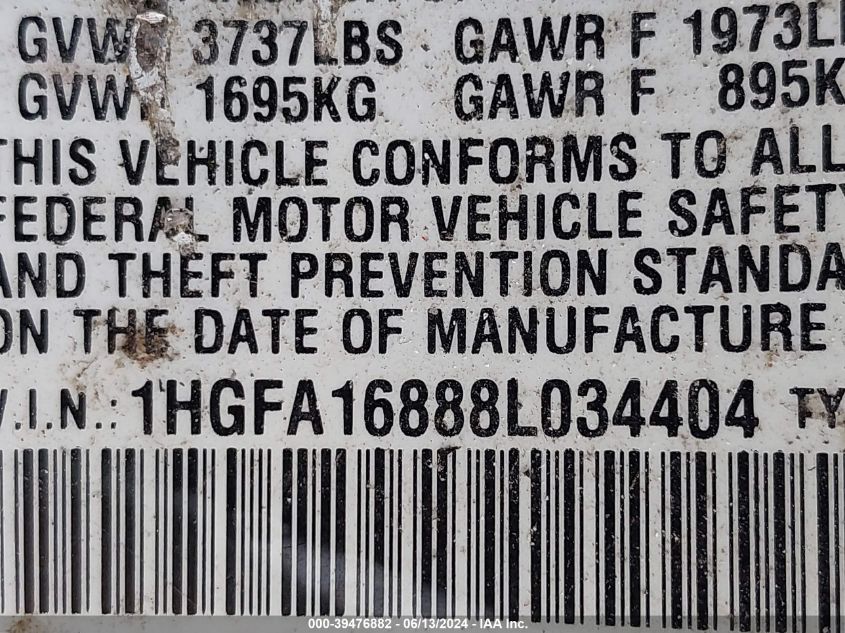 GVW 3737LBS GAWR F 1973L
GVW 1695KG GAWR F 895K
THIS VEHICLE CONFORMS TO ALL
FEDERAL MOTOR VEHICLE SAFETY
AND THEFT PREVENTION STANDA
ON THE DATE OF MANUFACTURE
V.I.N.: 1HGFA16888L034404 TY
000-39476882 - 06/13/2024 - IAA Inc.